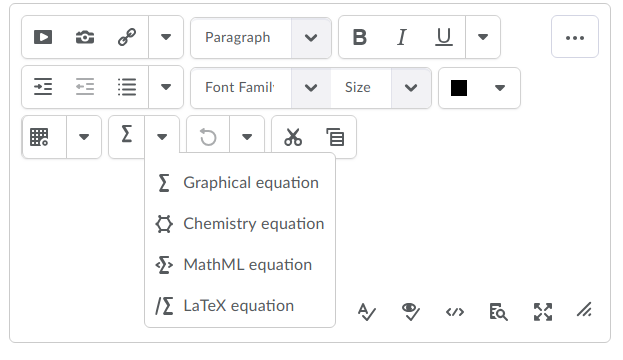 Paragraph
B I U
Font Famil
Size
Graphical equation
Chemistry equation
MathML equation
LaTeX equation